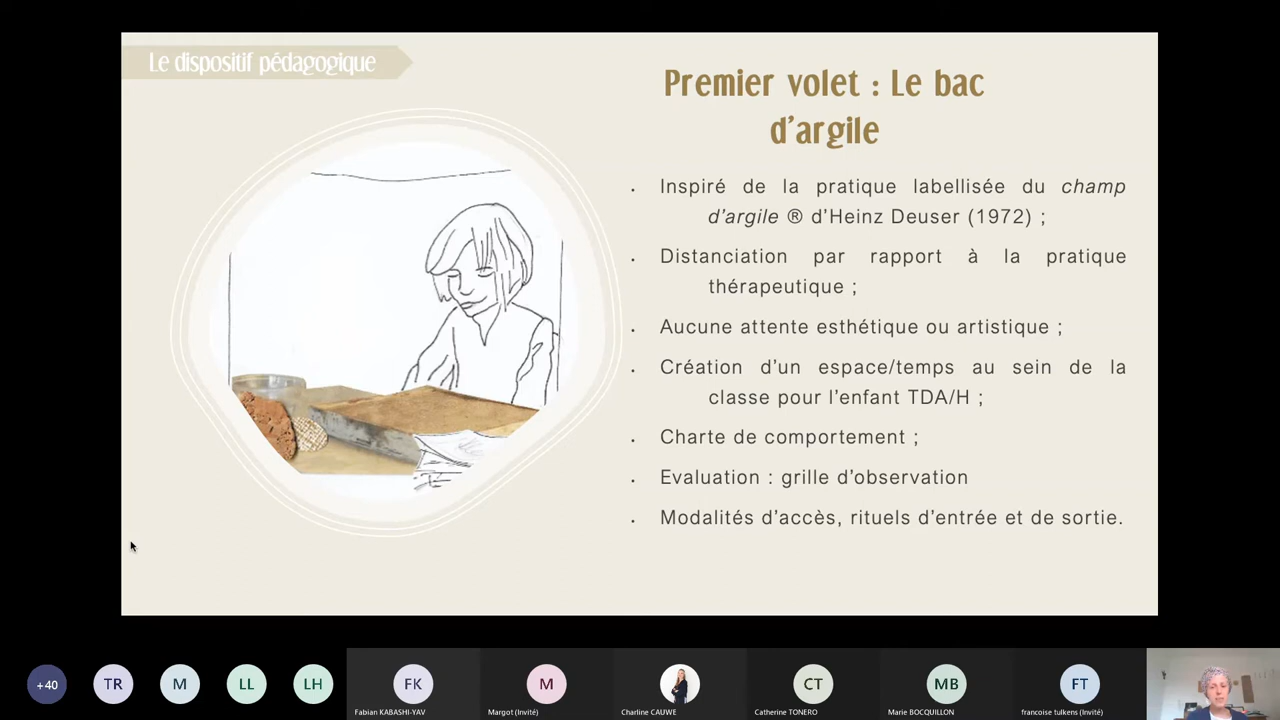 Le dispositif pédagogique
Premier volet : Le bac
d'argile
. Inspiré de la pratique labellisée du champ
d'argile ® d'Heinz Deuser (1972) ;
. Distanciation par rapport à la pratique
thérapeutique ;
. Aucune attente esthétique ou artistique ;
. Création d'un espace/temps au sein de la
classe pour l'enfant TDA/H ;
. Charte de comportement ;
. Evaluation : grille d'observation
. Modalités d'accès, rituels d'entrée et de sortie.
+40 TR M LL LH FK M CT MB FT
Fabian KABASHI-YAV Margot (Invité) Charline CAUWE Catherine TONERO Marie BOCQUILLON francoise tulkens (Invité)